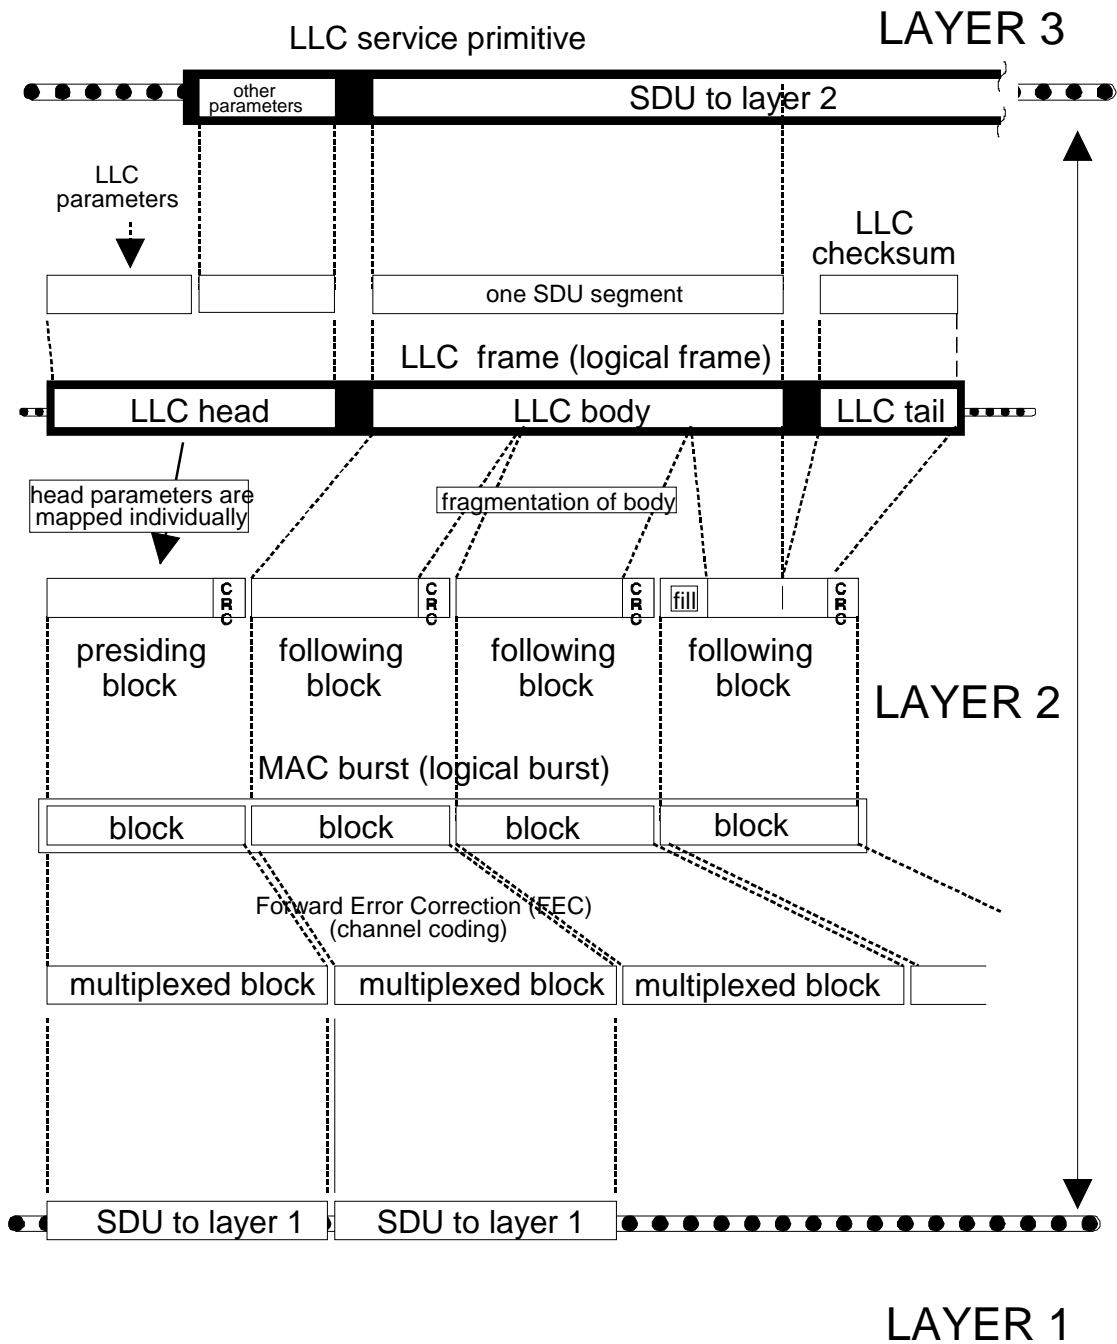 LAYER 3
LLC service primitive
other
parameters
SDU to layer 2
LLC
parameters
LLC
checksum
one SDU segment
LLC frame (logical frame)
LLC head
LLC body
LLC tail
head parameters are
mapped individually
fragmentation of body
CRC
CRC
CRC
fill
CRC
presiding
block
following
block
following
block
following
block
LAYER 2
MAC burst (logical burst)
block
block
block
block
Forward Error Correction (FEC)
(channel coding)
multiplexed block
multiplexed block
multiplexed block
SDU to layer 1
SDU to layer 1
LAYER 1